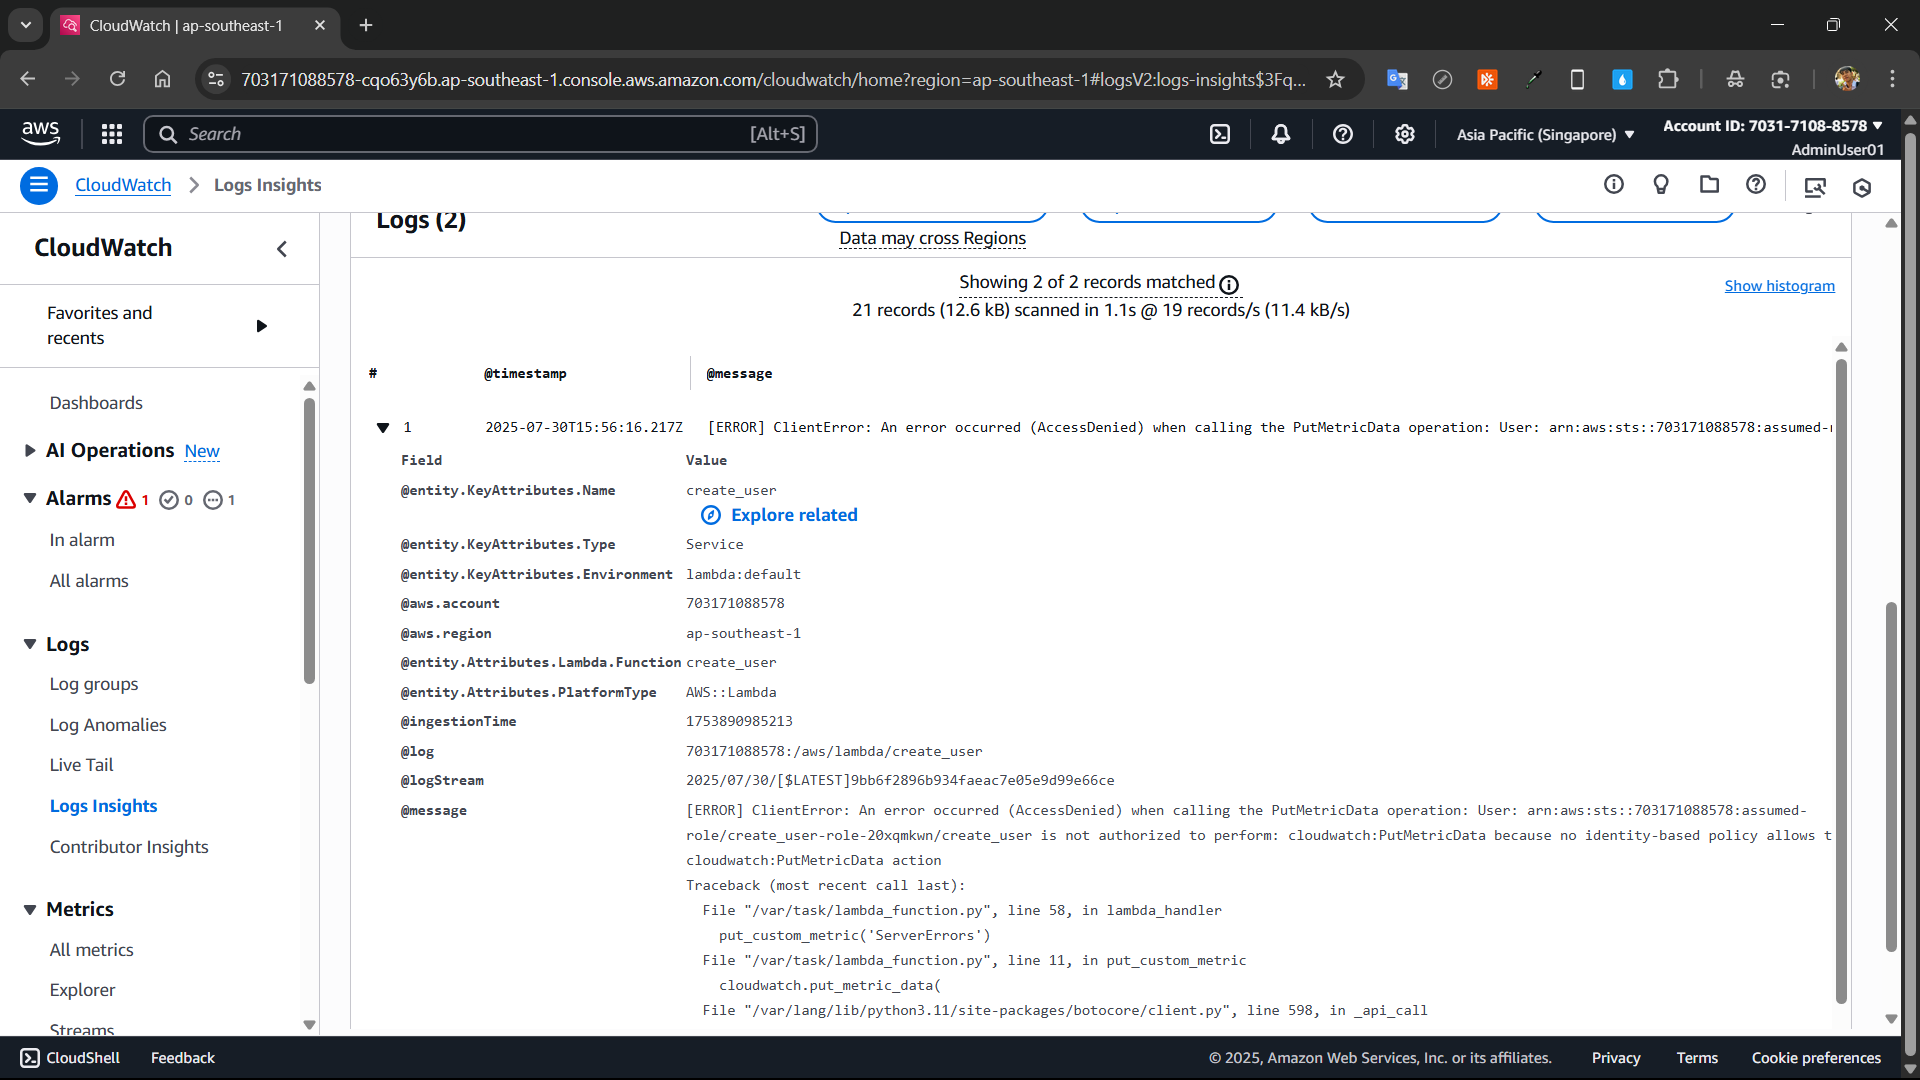 CloudWatch | ap-southeast-1
703171088578-cqo63y6b.ap-southeast-1.console.aws.amazon.com/cloudwatch/home?region=ap-southeast-1#logsV2:logs-insights$3Fq...
aws
Search
[Alt+S]
Asia Pacific (Singapore)
Account ID: 7031-7108-8578
AdminUser01
CloudWatch
Logs Insights
CloudWatch
Favorites and
recents
Dashboards
AI Operations New
Alarms 1 0 1
In alarm
All alarms
Logs
Log groups
Log Anomalies
Live Tail
Logs Insights
Contributor Insights
Metrics
All metrics
Explorer
Streams
Logs (2)
Data may cross Regions
Showing 2 of 2 records matched
21 records (12.6 kB) scanned in 1.1s @ 19 records/s (11.4 kB/s)
Show histogram
# @timestamp @message
1 2025-07-30T15:56:16.217Z [ERROR] ClientError: An error occurred (AccessDenied) when calling the PutMetricData operation: User: arn:aws:sts::703171088578:assumed-
Field Value
@entity.KeyAttributes.Name create_user
Explore related
@entity.KeyAttributes.Type Service
@entity.KeyAttributes.Environment lambda:default
@aws.account 703171088578
@aws.region ap-southeast-1
@entity.Attributes.Lambda.Function create_user
@entity.Attributes.PlatformType AWS::Lambda
@ingestionTime 1753890985213
@log 703171088578:/aws/lambda/create_user
@logStream 2025/07/30/[$LATEST]9bb6f2896b934faeac7e05e9d99e66ce
@message [ERROR] ClientError: An error occurred (AccessDenied) when calling the PutMetricData operation: User: arn:aws:sts::703171088578:assumed-
role/create_user-role-20xqmkwn/create_user is not authorized to perform: cloudwatch:PutMetricData because no identity-based policy allows t
cloudwatch:PutMetricData action
Traceback (most recent call last):
File "/var/task/lambda_function.py", line 58, in lambda_handler
put_custom_metric('ServerErrors')
File "/var/task/lambda_function.py", line 11, in put_custom_metric
cloudwatch.put_metric_data(
File "/var/lang/lib/python3.11/site-packages/botocore/client.py", line 598, in _api_call
CloudShell
Feedback
© 2025, Amazon Web Services, Inc. or its affiliates.
Privacy
Terms
Cookie preferences